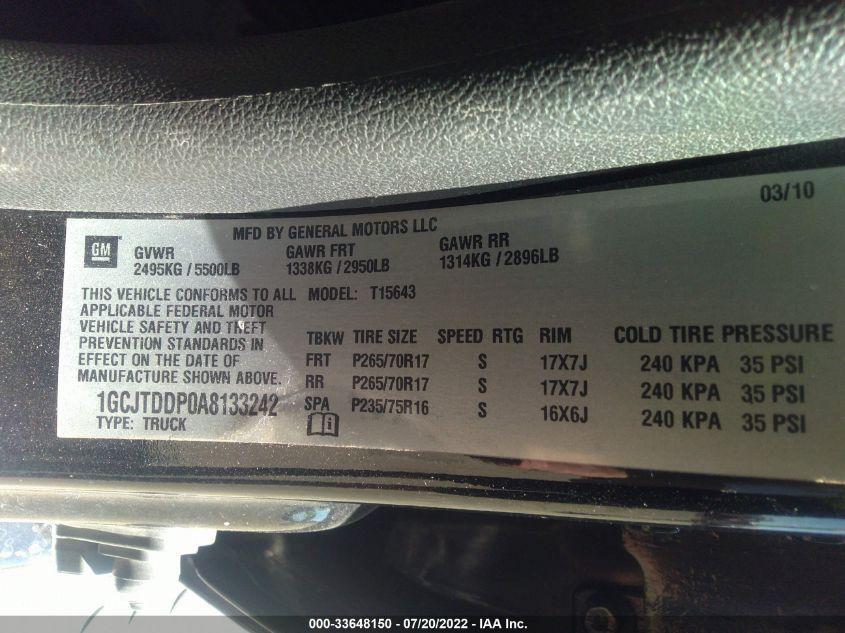 03/10
MFD BY GENERAL MOTORS LLC
GM
GVWR GAWR FRT GAWR RR
2495KG / 5500LB 1338KG / 2950LB 1314KG / 2896LB
THIS VEHICLE CONFORMS TO ALL MODEL: T15643
APPLICABLE FEDERAL MOTOR
VEHICLE SAFETY AND THEFT
PREVENTION STANDARDS IN
EFFECT ON THE DATE OF
MANUFACTURE SHOWN ABOVE.
1GCJTDDP0A8133242
TYPE: TRUCK
TBKW TIRE SIZE SPEED RTG RIM COLD TIRE PRESSURE
FRT P265/70R17 S 17X7J 240 KPA 35 PSI
RR P265/70R17 S 17X7J 240 KPA 35 PSI
SPA P235/75R16 S 16X6J 240 KPA 35 PSI
000-33648150 - 07/20/2022 - IAA Inc.